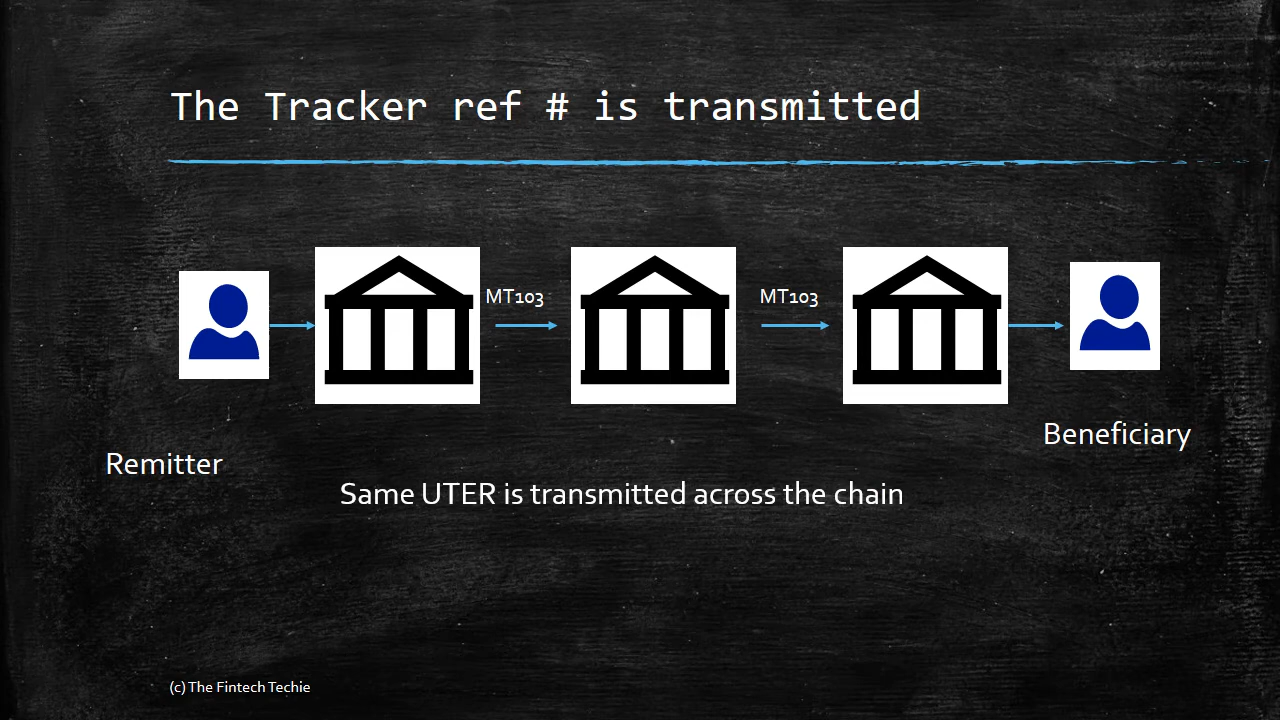 The Tracker ref # is transmitted
MT103
MT103
Remitter
Beneficiary
Same UTER is transmitted across the chain
(c) The Fintech Techie